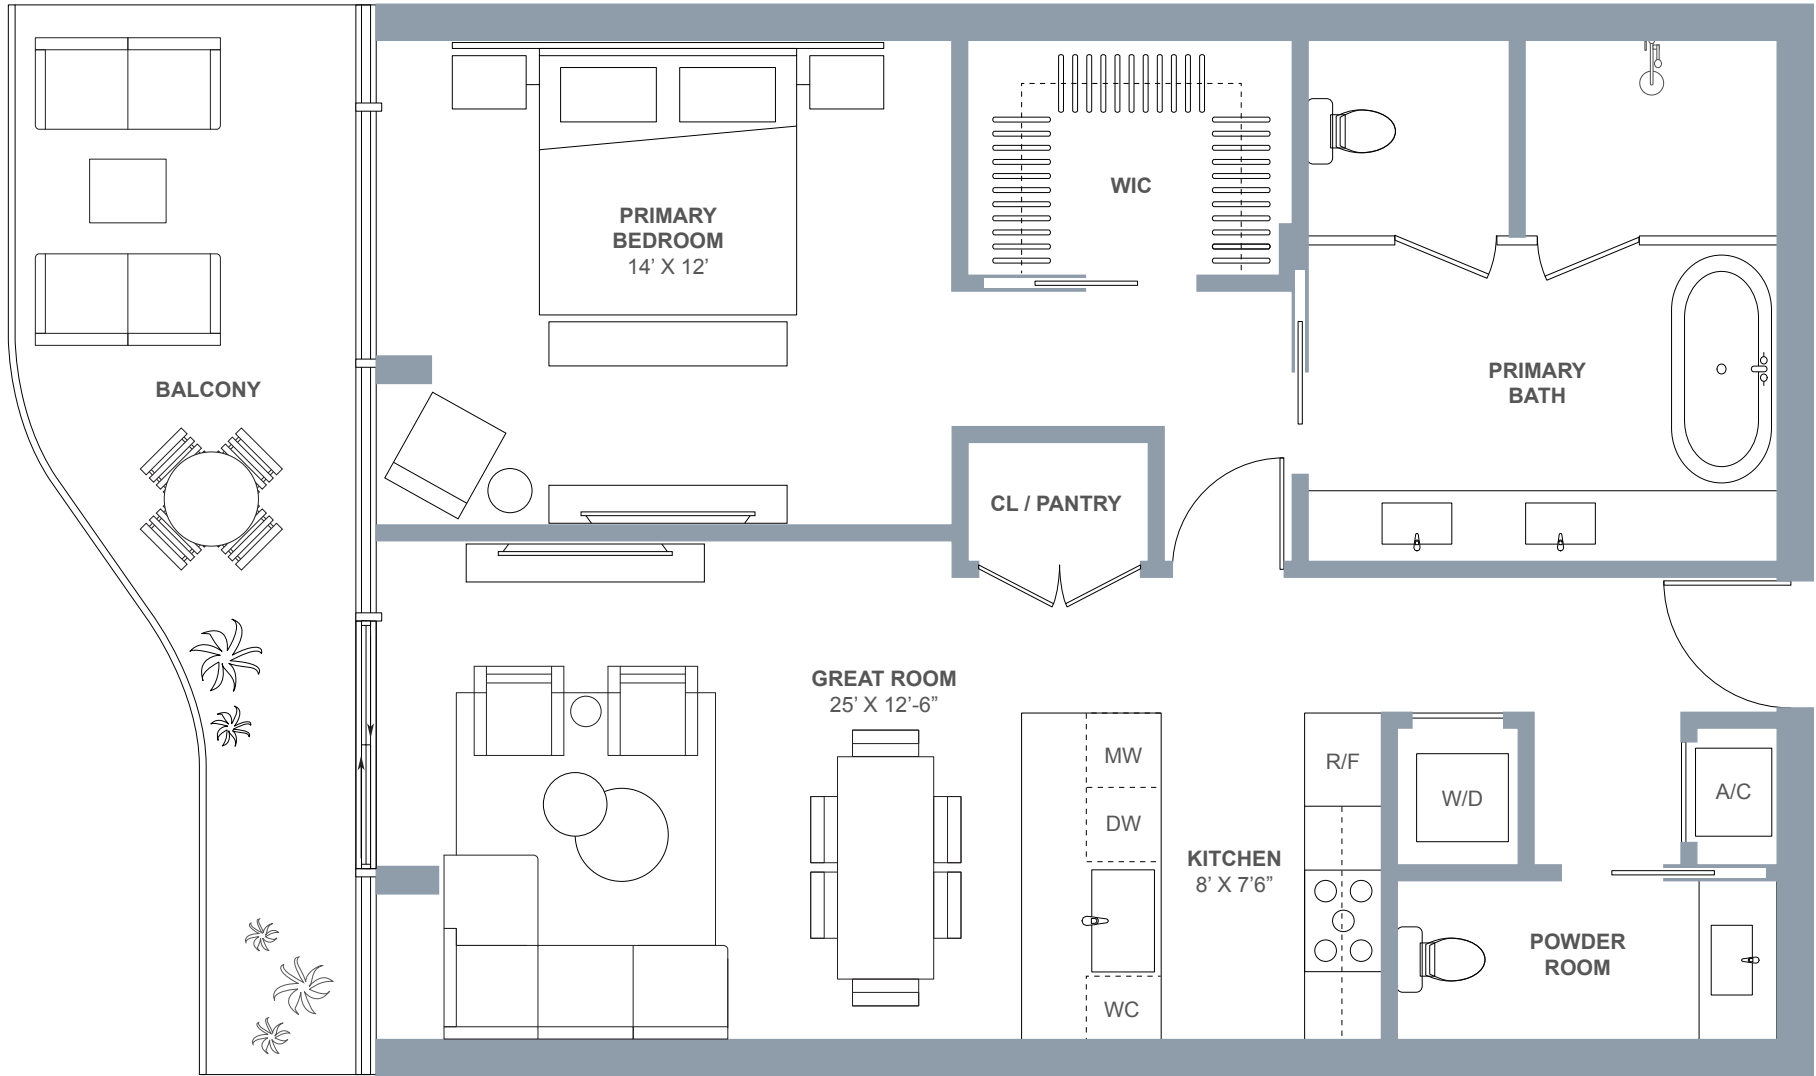 WIC
PRIMARY
BEDROOM
14’ X 12’
BALCONY
PRIMARY
BATH
CL / PANTRY
GREAT ROOM
25’ X 12’-6”
MW
R/F
W/D
A/C
DW
KITCHEN
8’ X 7’6”
POWDER
ROOM
WC